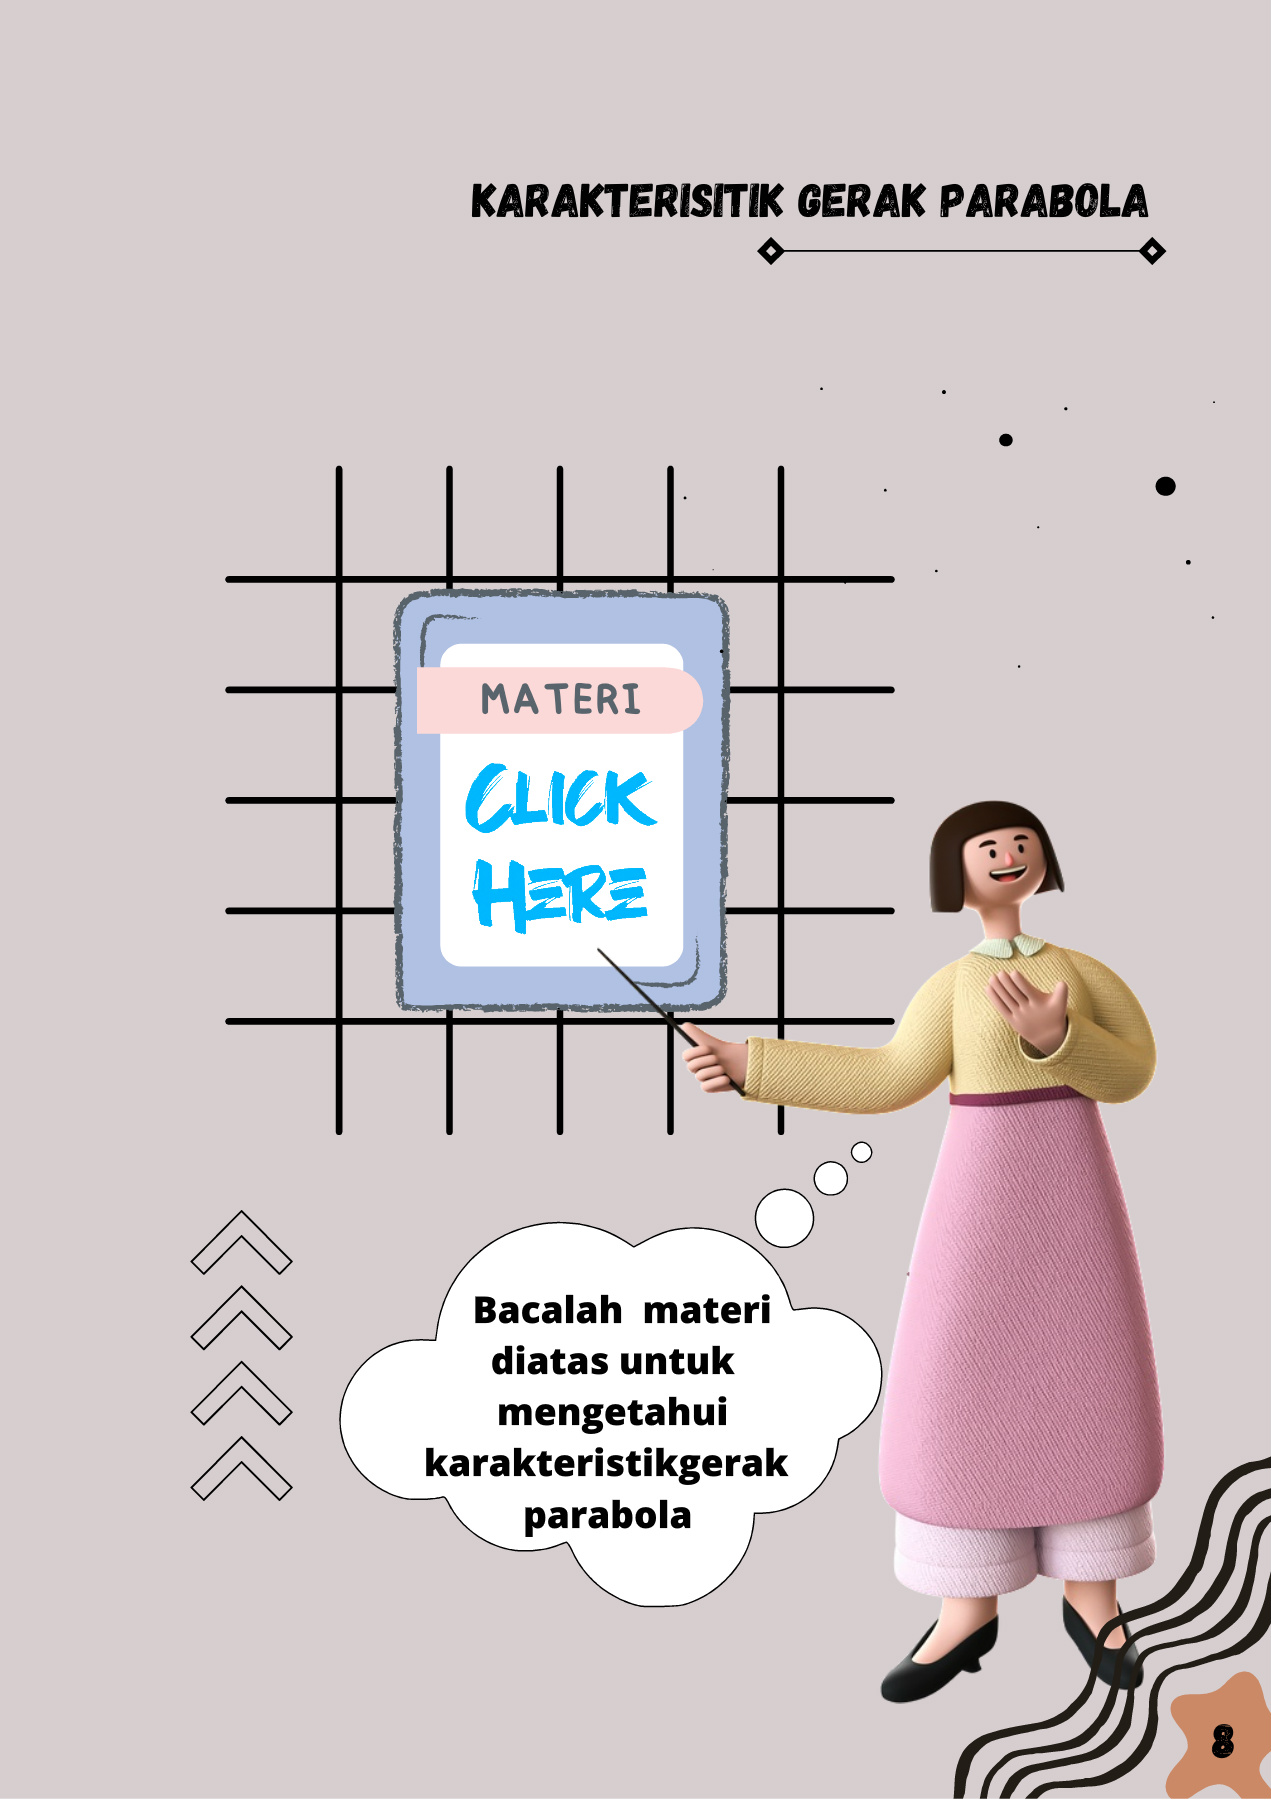 KARAKTERISITIK GERAK PARABOLA
MATERI
CLICK
HERE
Bacalah materi
diatas untuk
mengetahui
karakteristikgerak
parabola
8